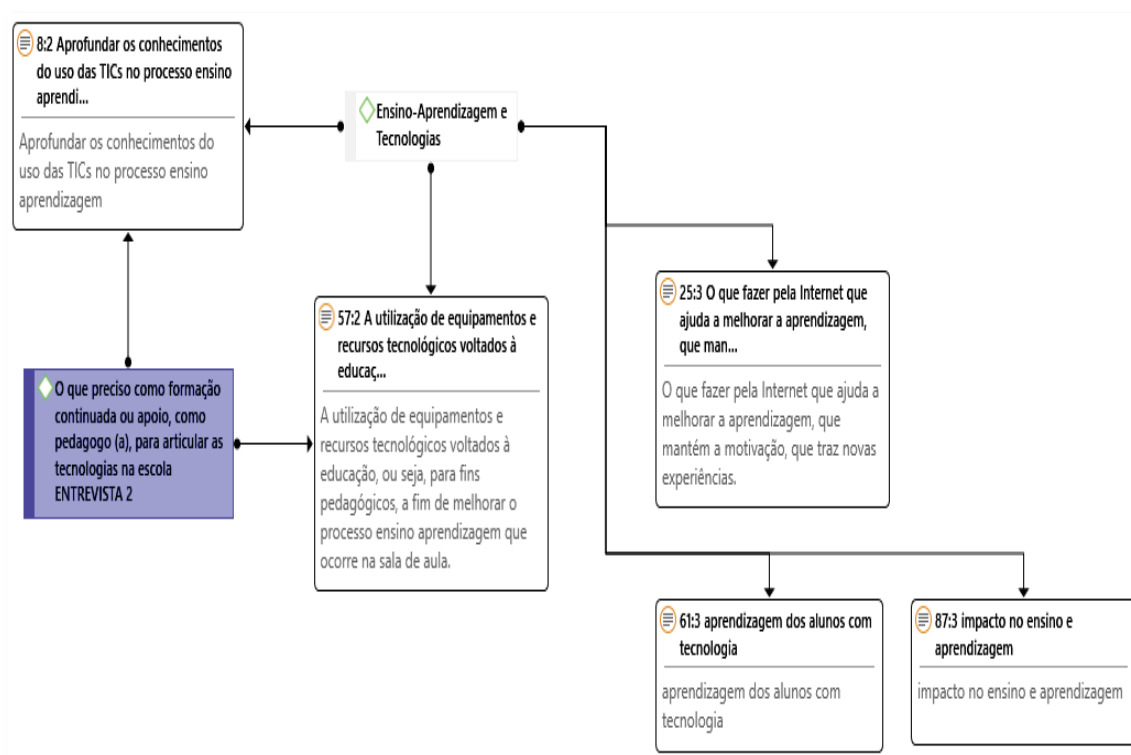 8:2 Aprofundar os conhecimentos
do uso das TICs no processo ensino
aprendi...
Aprofundar os conhecimentos do
uso das TICs no processo ensino
aprendizagem
Ensino-Aprendizagem e
Tecnologias
O que preciso como formação
continuada ou apoio, como
pedagogo (a), para articular as
tecnologias na escola
ENTREVISTA 2
57:2 A utilização de equipamentos e
recursos tecnológicos voltados à
educaç...
A utilização de equipamentos e
recursos tecnológicos voltados à
educação, ou seja, para fins
pedagógicos, a fim de melhorar o
processo ensino aprendizagem que
ocorre na sala de aula.
25:3 O que fazer pela Internet que
ajuda a melhorar a aprendizagem,
que man...
O que fazer pela Internet que ajuda a
melhorar a aprendizagem, que
mantém a motivação, que traz novas
experiências.
61:3 aprendizagem dos alunos com
tecnologia
aprendizagem dos alunos com
tecnologia
87:3 impacto no ensino e
aprendizagem
impacto no ensino e aprendizagem